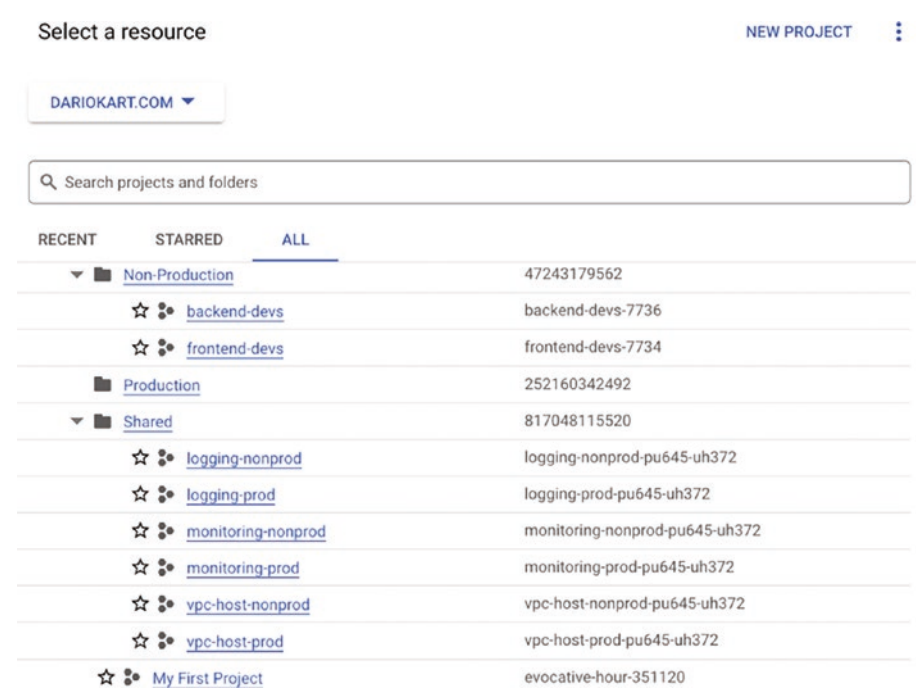 Select a resource NEW PROJECT
DARIOKART.COM
Search projects and folders
RECENT STARRED ALL
Non-Production 47243179562
backend-devs backend-devs-7736
frontend-devs frontend-devs-7734
Production 252160342492
Shared 817048115520
logging-nonprod logging-nonprod-pu645-uh372
logging-prod logging-prod-pu645-uh372
monitoring-nonprod monitoring-nonprod-pu645-uh372
monitoring-prod monitoring-prod-pu645-uh372
vpc-host-nonprod vpc-host-nonprod-pu645-uh372
vpc-host-prod vpc-host-prod-pu645-uh372
My First Project evocative-hour-351120